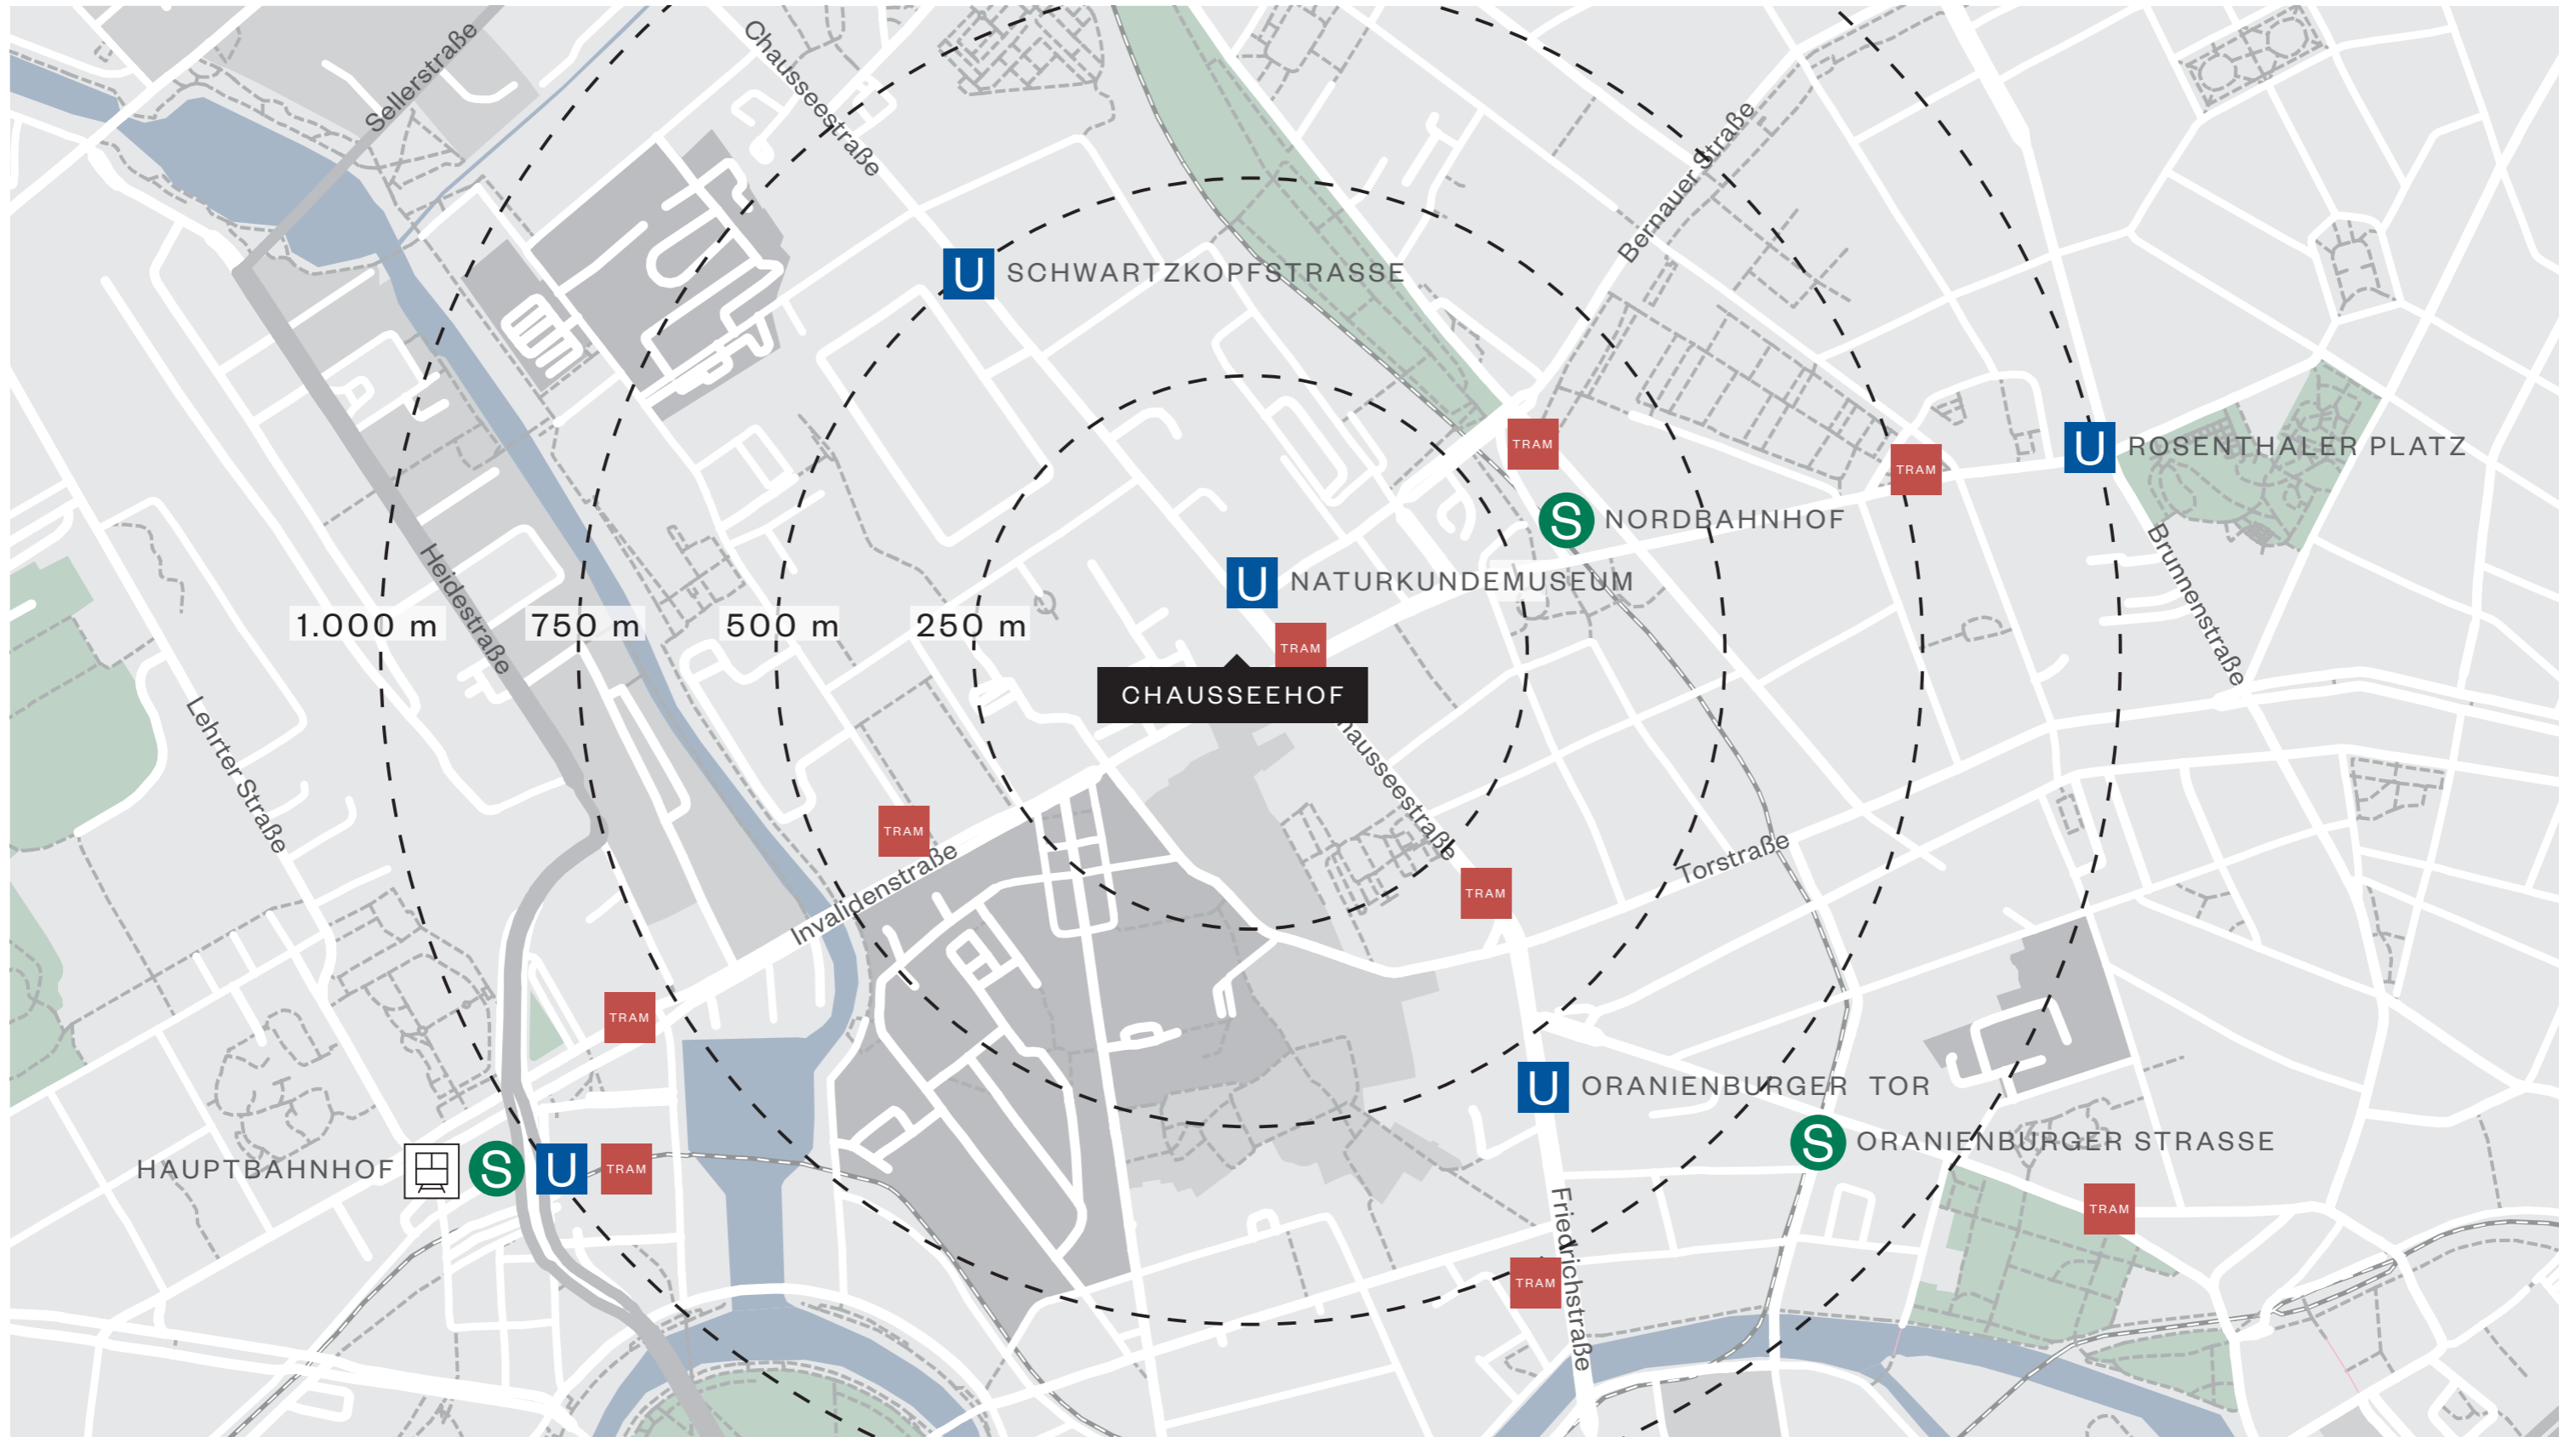 Sellerstraße
Chausseestraße
Bernauer Straße
U SCHWARTZKOPFSTRASSE
TRAM
TRAM
U ROSENTHALER PLATZ
S NORDBAHNHOF
Brunnenstraße
U NATURKUNDEMUSEUM
Heidestraße
1.000 m
750 m
500 m
250 m
TRAM
CHAUSSEEHOF
Lehrter Straße
hausseestraße
TRAM
Invalidenstraße
Torstraße
TRAM
TRAM
U ORANIENBURGER TOR
S ORANIENBURGER STRASSE
HAUPTBAHNHOF S U TRAM
TRAM
Friedrichstraße
TRAM